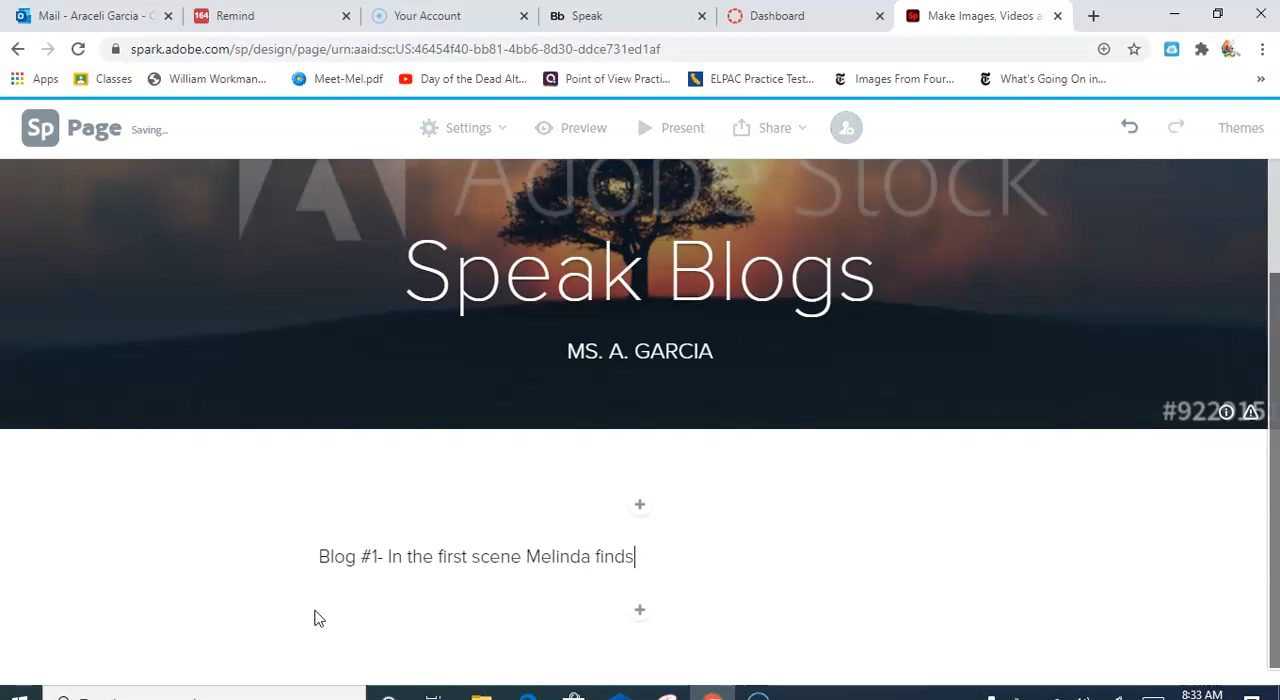 Mail - Araceli Garcia - C
164 Remind
Your Account
Bb Speak
Dashboard
Sp Make Images, Videos a
spark.adobe.com/sp/design/page/urn:aaid:sc:US:46454f40-bb81-4bb6-8d30-ddce731ed1af
Apps
Classes
William Workman...
Meet-Mel.pdf
Day of the Dead Alt...
Point of View Practi...
ELPAC Practice Test...
Images From Four...
What's Going On in...
»
Sp Page Saving...
Settings
Preview
Present
Share
Themes
Adobe Stock
Speak Blogs
MS. A. GARCIA
Blog #1- In the first scene Melinda finds
8:33 AM